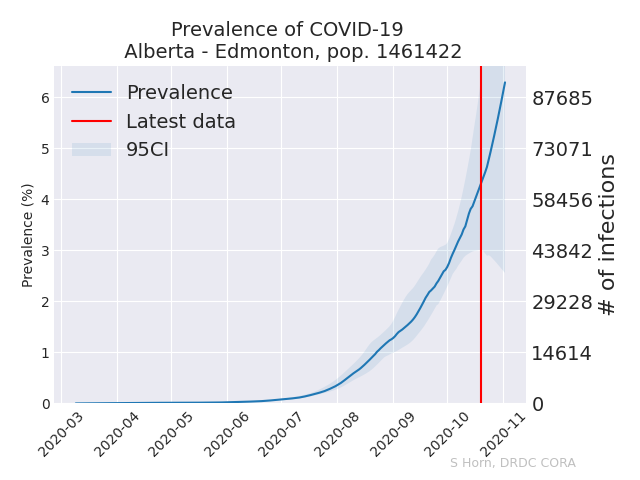 Prevalence of COVID-19
Alberta - Edmonton, pop. 1461422
Prevalence
Latest data
95CI
Prevalence (%)
6
5
4
3
2
1
0
87685
73071
58456
43842
29228
14614
0
# of infections
2020-03
2020-04
2020-05
2020-06
2020-07
2020-08
2020-09
2020-10
2020-11
S Horn, DRDC CORA